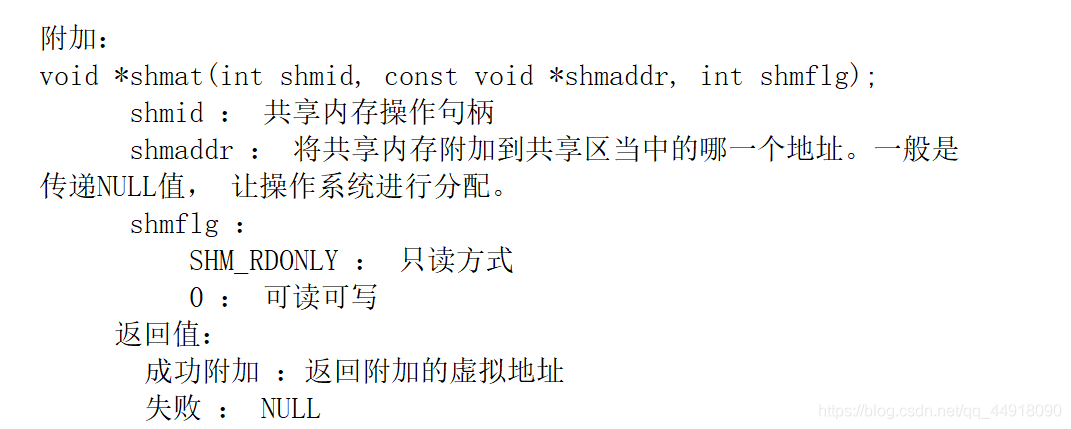 附加：
void *shmat(int shmid, const void *shmaddr, int shmflg);
shmid ： 共享内存操作句柄
shmaddr ： 将共享内存附加到共享区当中的哪一个地址。一般是
传递NULL值， 让操作系统进行分配。
shmflg ：
SHM_RDONLY ： 只读方式
0 ： 可读可写
返回值：
成功附加 ：返回附加的虚拟地址
失败 ： NULL
https://blog.csdn.net/qq_44918090